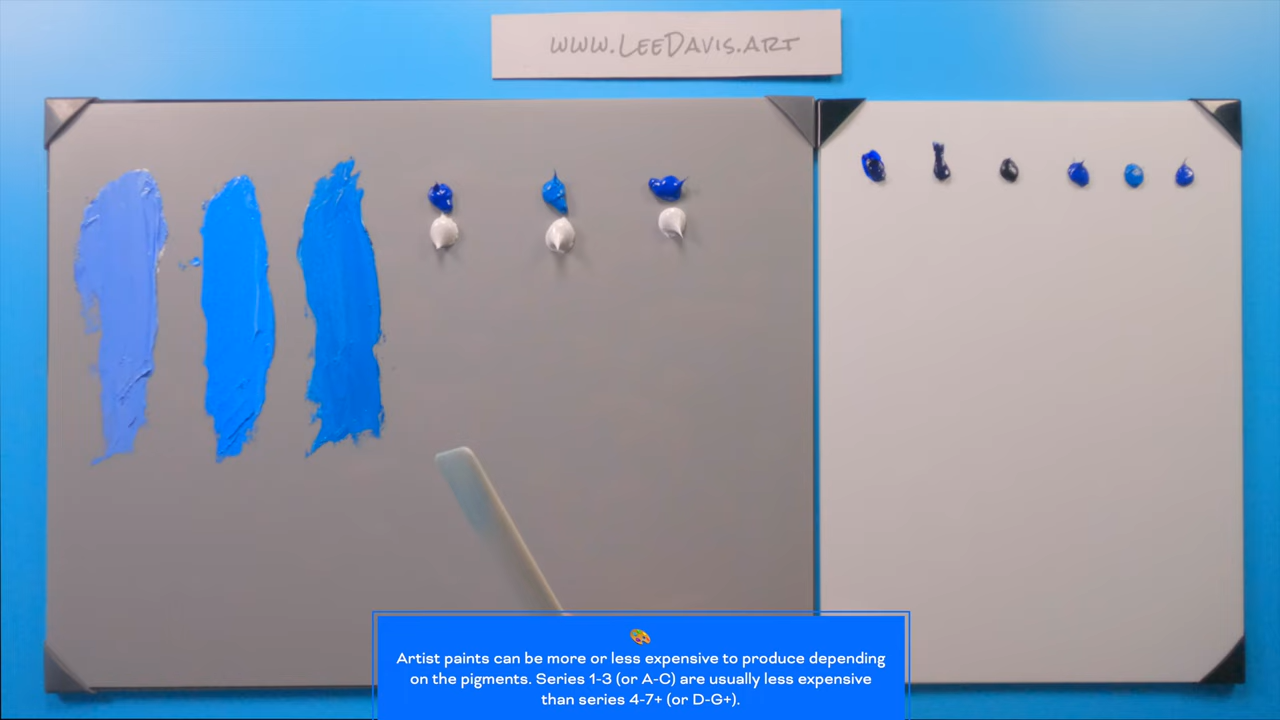 www.LeeDavis.art
Artist paints can be more or less expensive to produce depending
on the pigments. Series 1-3 (or A-C) are usually less expensive
than series 4-7+ (or D-G+).